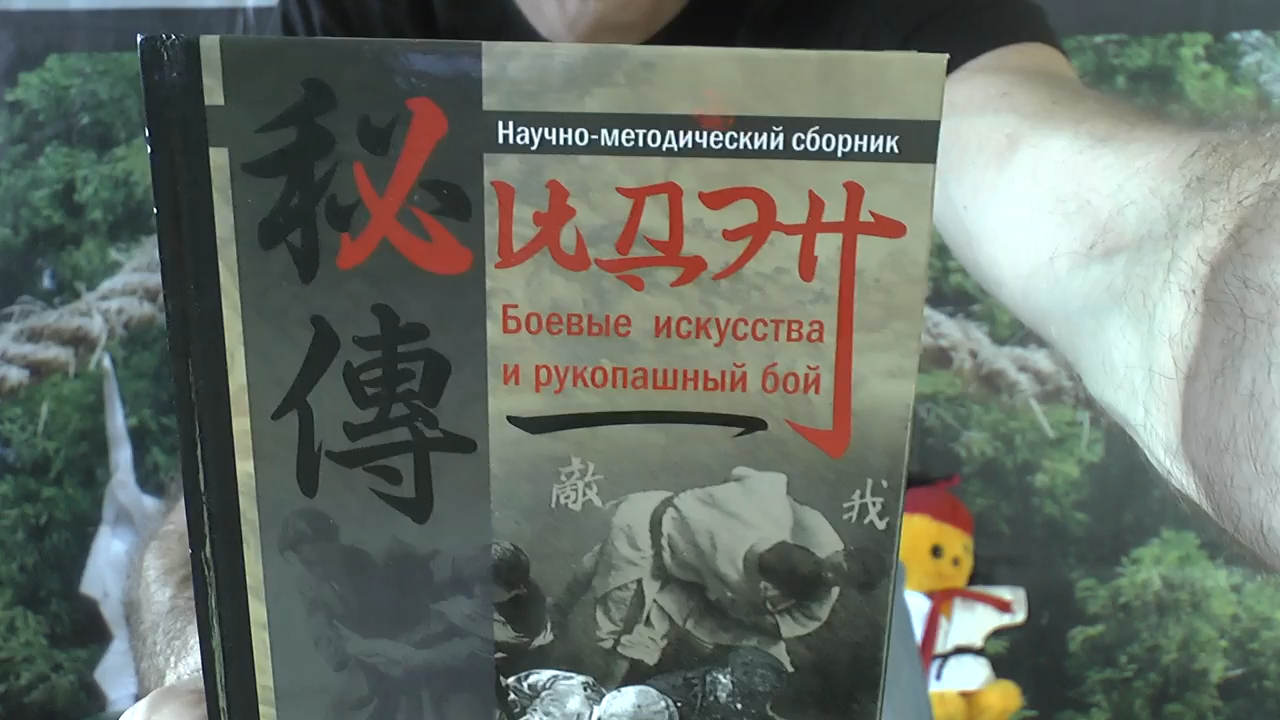 秘傳
Научно-методический сборник
Хидэн
Боевые искусства
и рукопашный бой
敵 我